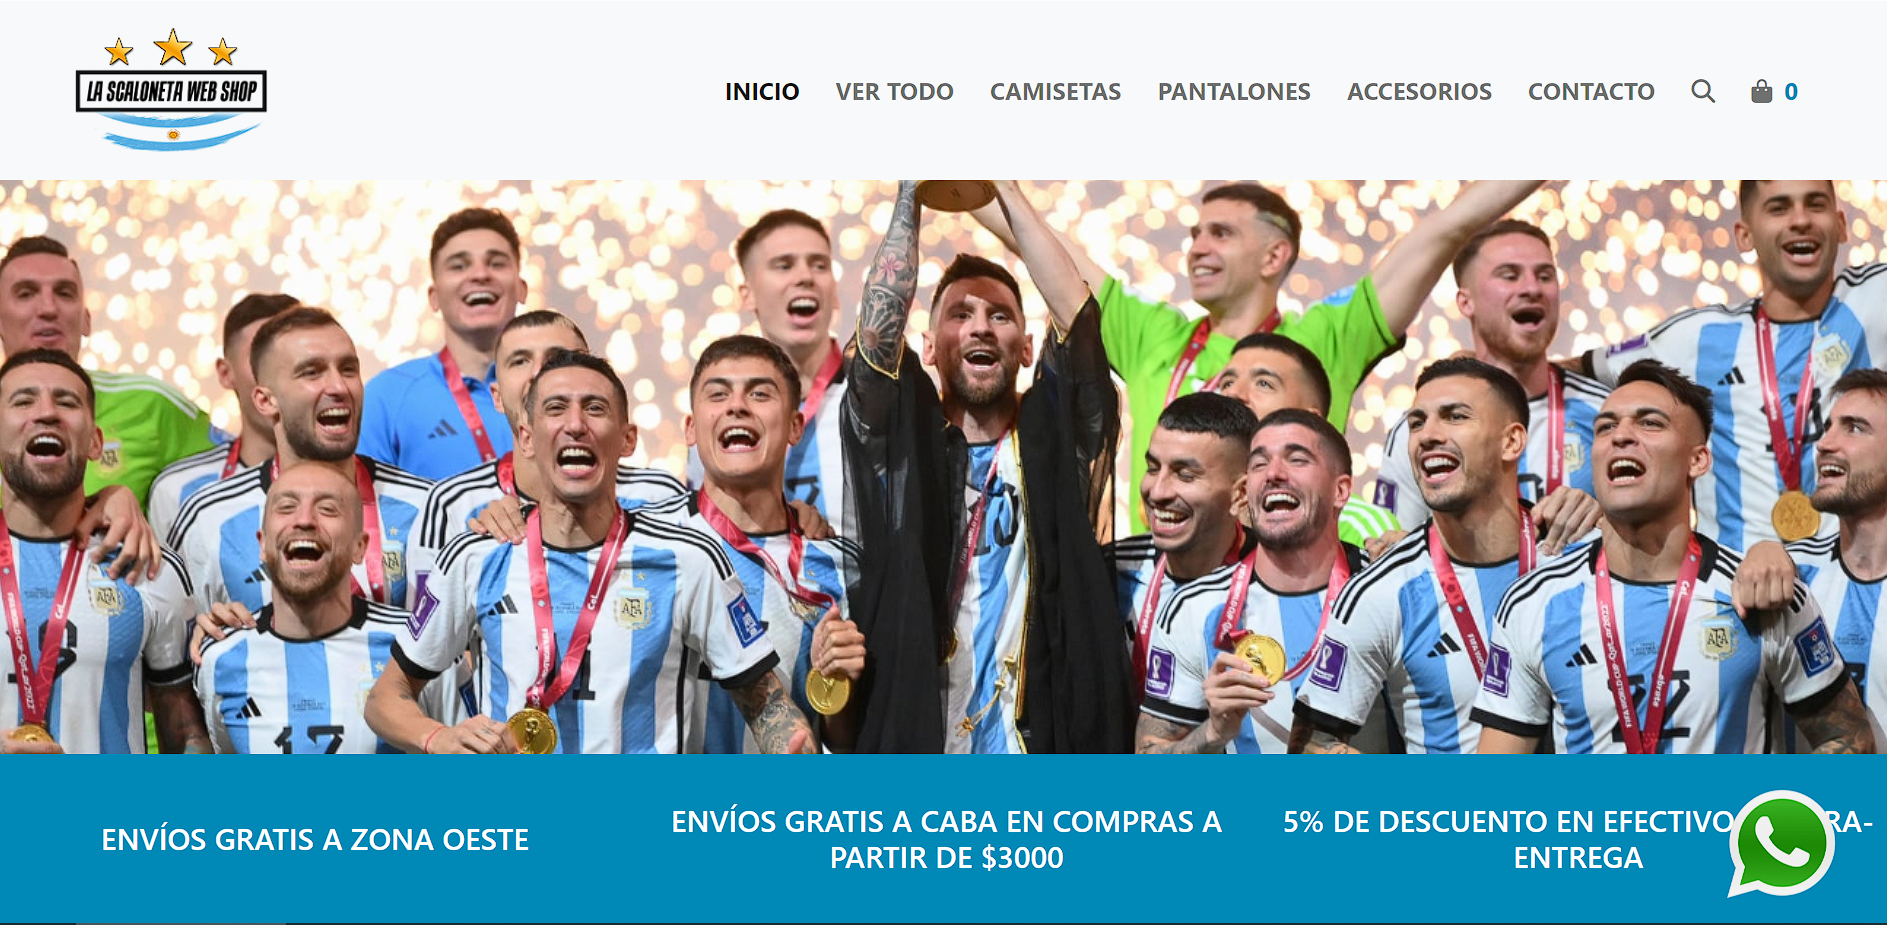 LA SCALONETA WEB SHOP
INICIO VER TODO CAMISETAS PANTALONES ACCESORIOS CONTACTO 0
ENVÍOS GRATIS A ZONA OESTE
ENVÍOS GRATIS A CABA EN COMPRAS A
PARTIR DE $3000
5% DE DESCUENTO EN EFECTIVO RA-
ENTREGA